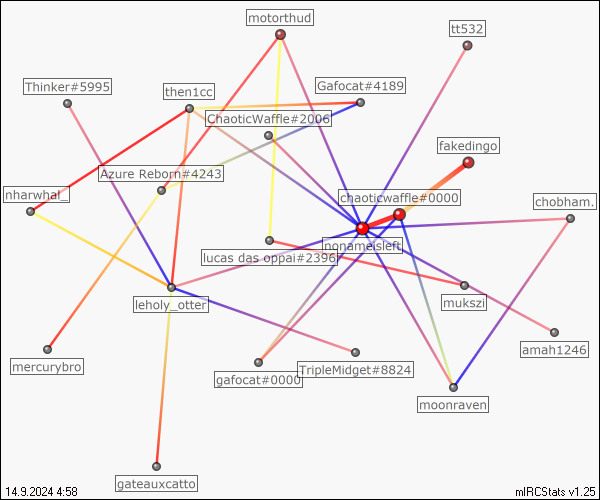 motorthud
tt532
Thinker#5995
then1cc
Gafocat#4189
ChaoticWaffle#2006
fakedingo
Azure Reborn#4243
nharwhal_
chaoticwaffle#0000
chobham.
nonameisleft
lucas das oppai#2396
leholy_otter
mukszi
amah1246
mercurybro
gafocat#0000
TripleMidget#8824
moonraven
gateauxcatto
14.9.2024 4:58
mIRCStats v1.25